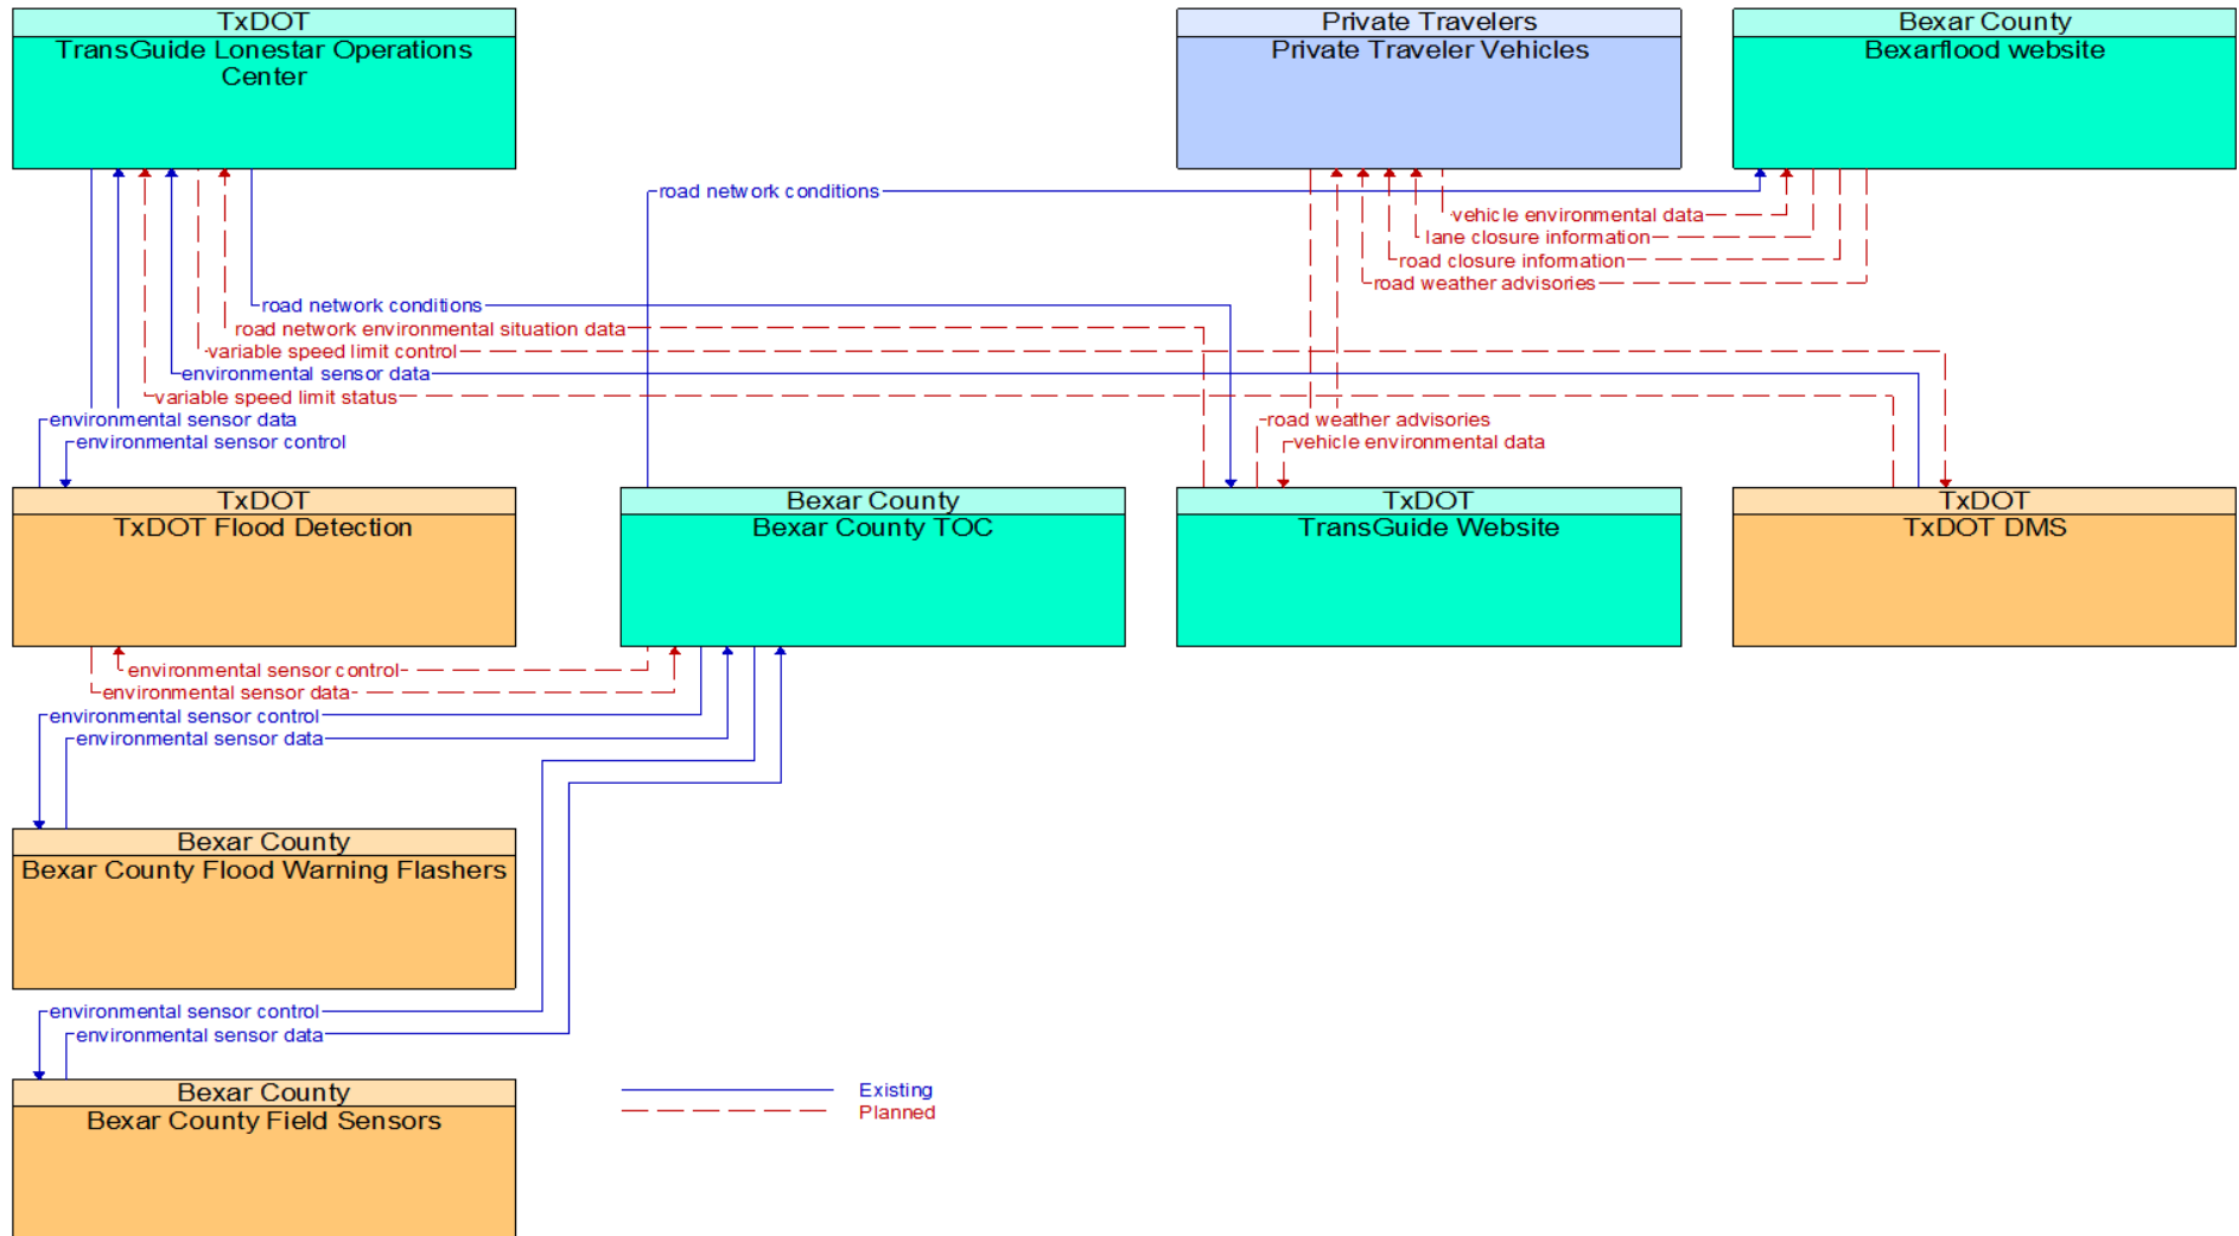 TxDOT
TransGuide Lonestar Operations
Center
Private Travelers
Private Traveler Vehicles
Bexar County
Bexarflood website
road network conditions
vehicle environmental data
lane closure information
road closure information
road weather advisories
road network conditions
road network environmental situation data
variable speed limit control
environmental sensor data
variable speed limit status
environmental sensor data
environmental sensor control
road weather advisories
vehicle environmental data
TxDOT
TxDOT Flood Detection
Bexar County
Bexar County TOC
TxDOT
TransGuide Website
TxDOT
TxDOT DMS
environmental sensor control
environmental sensor data
environmental sensor control
environmental sensor data
Bexar County
Bexar County Flood Warning Flashers
environmental sensor control
environmental sensor data
Bexar County
Bexar County Field Sensors
Existing
Planned